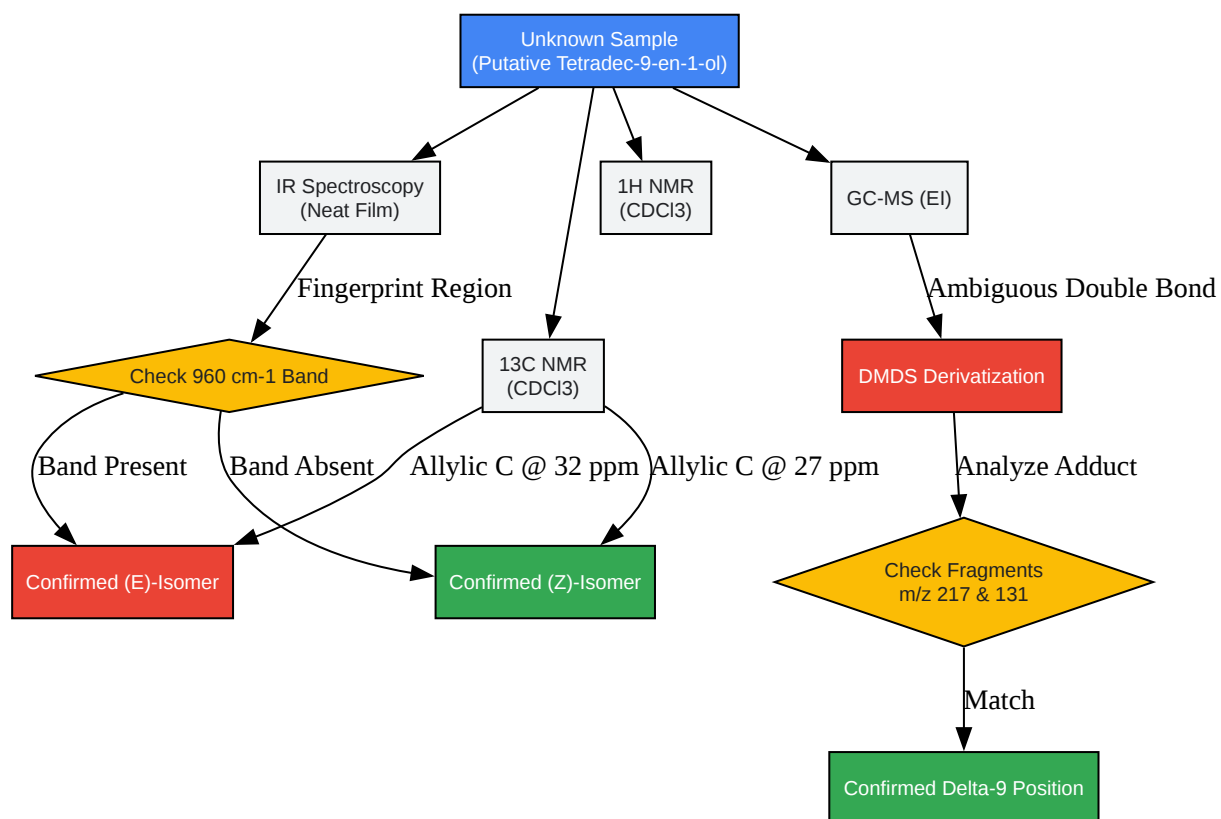 Unknown Sample
(Putative Tetradec-9-en-1-ol)
IR Spectroscopy
(Neat Film)
1H NMR
(CDCl3)
GC-MS (EI)
Fingerprint Region
Ambiguous Double Bond
Check 960 cm-1 Band
13C NMR
(CDCl3)
DMDS Derivatization
Band Present
Band Absent
Allylic C @ 32 ppm
Allylic C @ 27 ppm
Analyze Adduct
Confirmed (E)-Isomer
Confirmed (Z)-Isomer
Check Fragments
m/z 217 & 131
Match
Confirmed Delta-9 Position